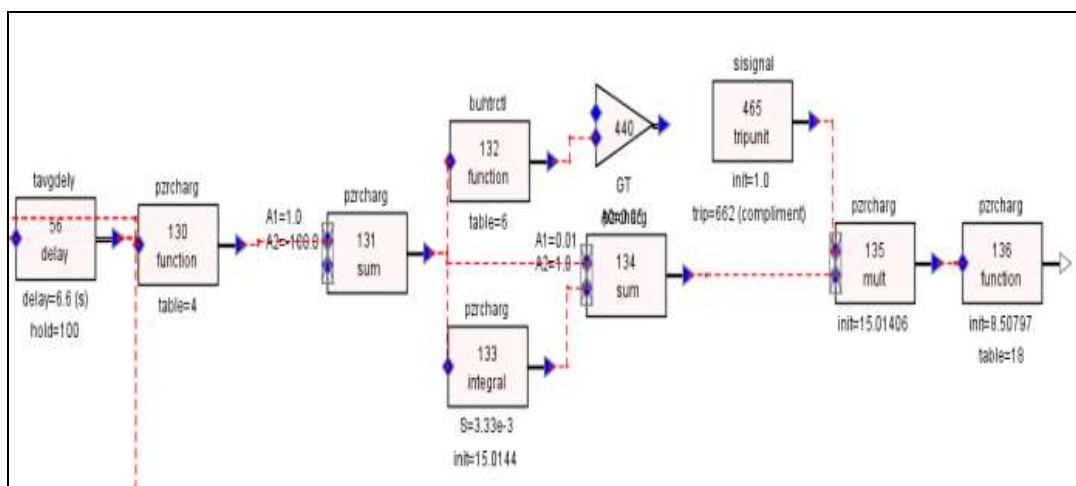 tavgdely
56
delay
delay=6.6 (s)
hold=100
pzrcharg
130
function
table=4
A1=1.0
A2=-100.0
pzrcharg
131
sum
buhtrctl
132
function
table=6
pzrcharg
133
integral
S=3.33e-3
init=15.0144
440
GT
A1=0.01
A2=1.0
134
sum
sisignal
465
tripunit
init=1.0
trip=662 (compliment)
pzrcharg
135
mult
init=15.01406
pzrcharg
136
function
init=8.50797
table=18